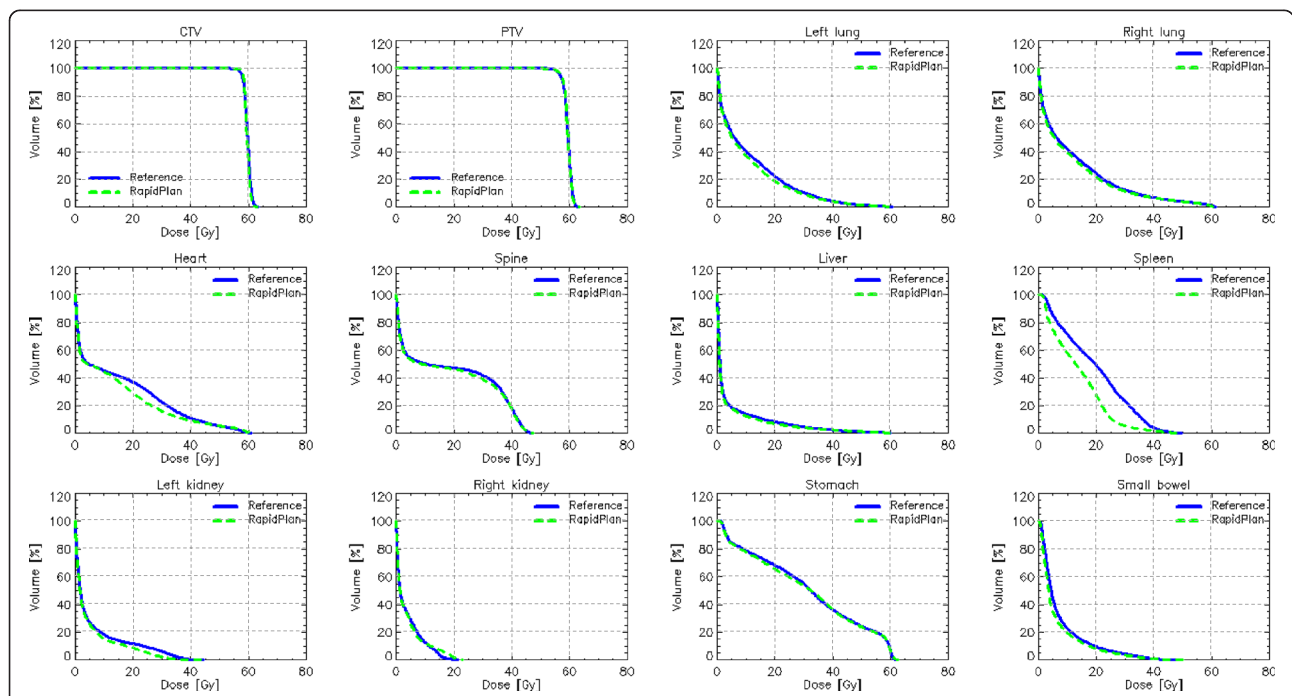 CTV
120
100
80
60
40
20
0
Volume [%]
Reference
RapidPlan
0 20 40 60 80
Dose [Gy]
PTV
120
100
80
60
40
20
0
Volume [%]
Reference
RapidPlan
0 20 40 60 80
Dose [Gy]
Left lung
120
100
80
60
40
20
0
Volume [%]
Reference
RapidPlan
0 20 40 60 80
Dose [Gy]
Right lung
120
100
80
60
40
20
0
Volume [%]
Reference
RapidPlan
0 20 40 60 80
Dose [Gy]
Heart
120
100
80
60
40
20
0
Volume [%]
Reference
RapidPlan
0 20 40 60 80
Dose [Gy]
Spine
120
100
80
60
40
20
0
Volume [%]
Reference
RapidPlan
0 20 40 60 80
Dose [Gy]
Liver
120
100
80
60
40
20
0
Volume [%]
Reference
RapidPlan
0 20 40 60 80
Dose [Gy]
Spleen
120
100
80
60
40
20
0
Volume [%]
Reference
RapidPlan
0 20 40 60 80
Dose [Gy]
Left kidney
120
100
80
60
40
20
0
Volume [%]
Reference
RapidPlan
0 20 40 60 80
Dose [Gy]
Right kidney
120
100
80
60
40
20
0
Volume [%]
Reference
RapidPlan
0 20 40 60 80
Dose [Gy]
Stomach
120
100
80
60
40
20
0
Volume [%]
Reference
RapidPlan
0 20 40 60 80
Dose [Gy]
Small bowel
120
100
80
60
40
20
0
Volume [%]
Reference
RapidPlan
0 20 40 60 80
Dose [Gy]